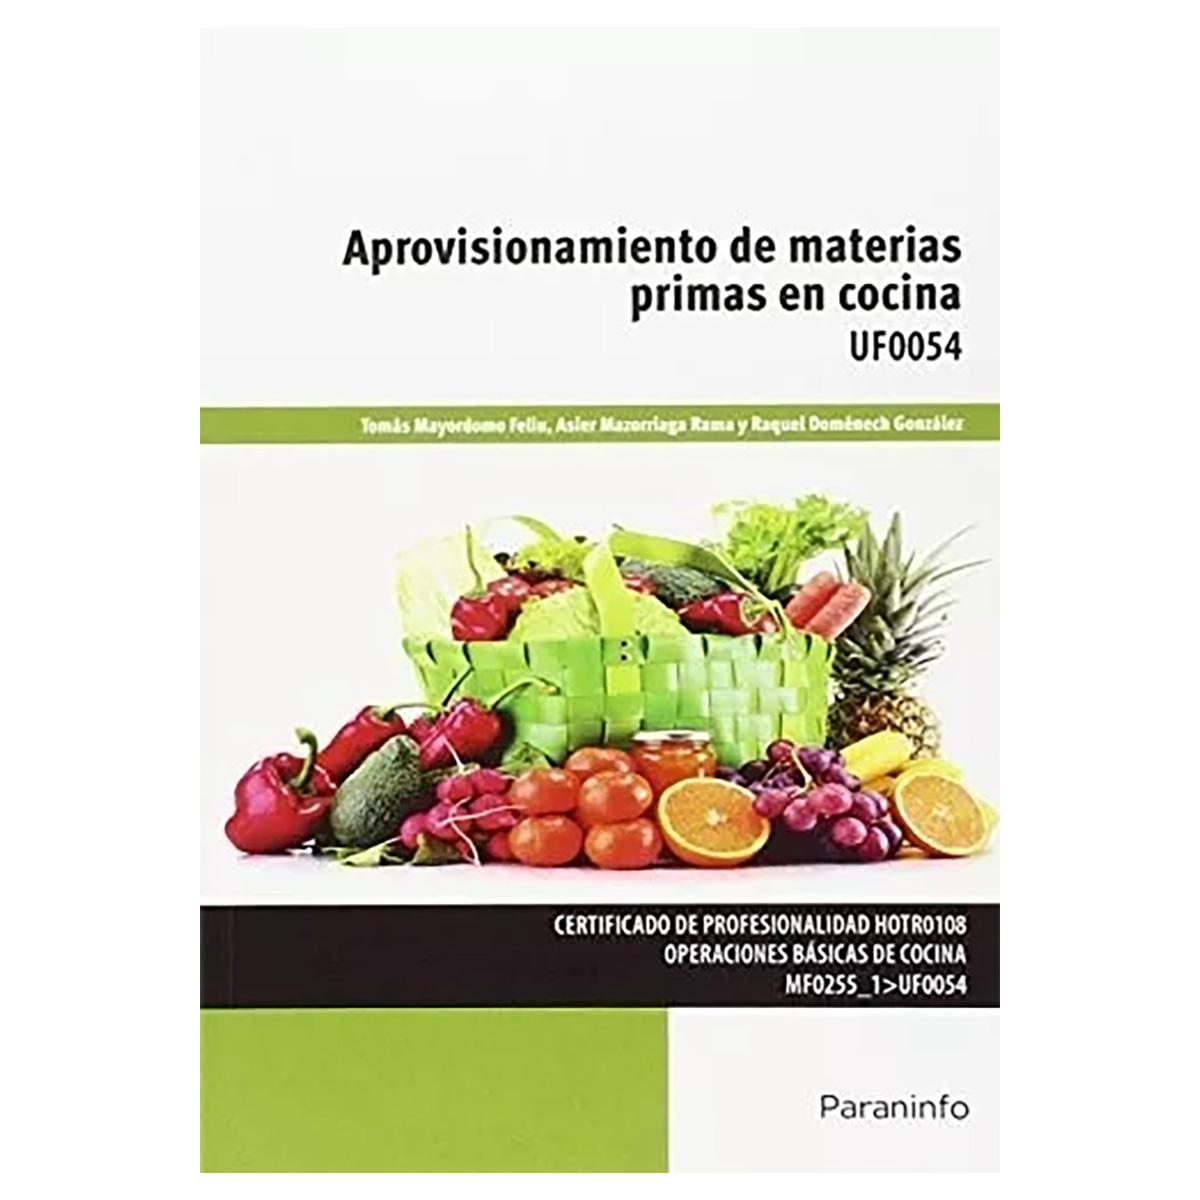 Aprovisionamiento de materias
primas en cocina
UF0054
Tomás Mayordomo Feliu, Asier Mazorriaga Rama y Raquel Doménech González
CERTIFICADO DE PROFESIONALIDAD HOTR0108
OPERACIONES BÁSICAS DE COCINA
MF0255_1>UF0054
Paraninfo